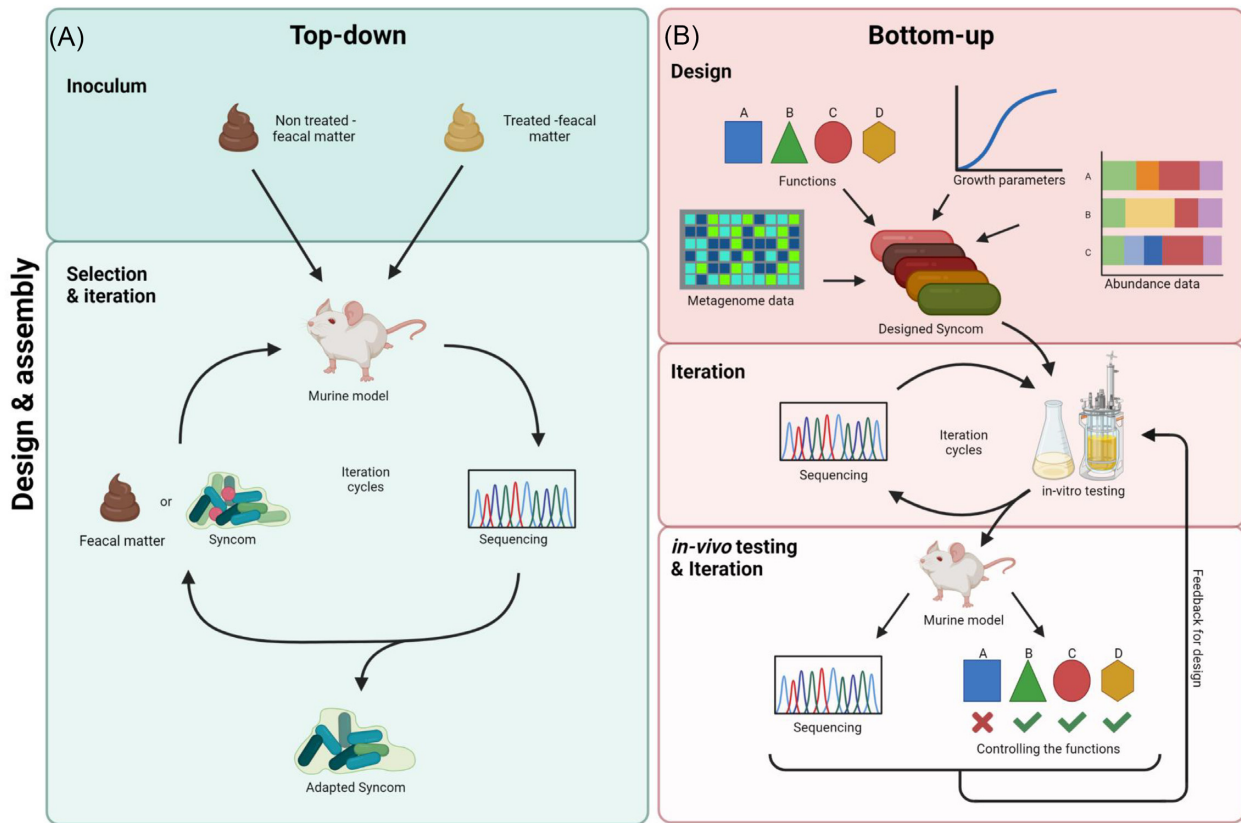 Design & assembly
(A)
Top-down
Inoculum
Non treated -
feacal matter
Treated -feacal
matter
Selection
& iteration
Murine model
Iteration
cycles
or
Feacal matter
Syncom
Sequencing
Adapted Syncom
(B)
Bottom-up
Design
A
B
C
D
Functions
Growth parameters
A
B
C
Abundance data
Metagenome data
Designed Syncom
Iteration
Iteration
cycles
Sequencing
in-vitro testing
in-vivo testing
& Iteration
Murine model
A
B
C
D
Sequencing
Controlling the functions
Feedback for design